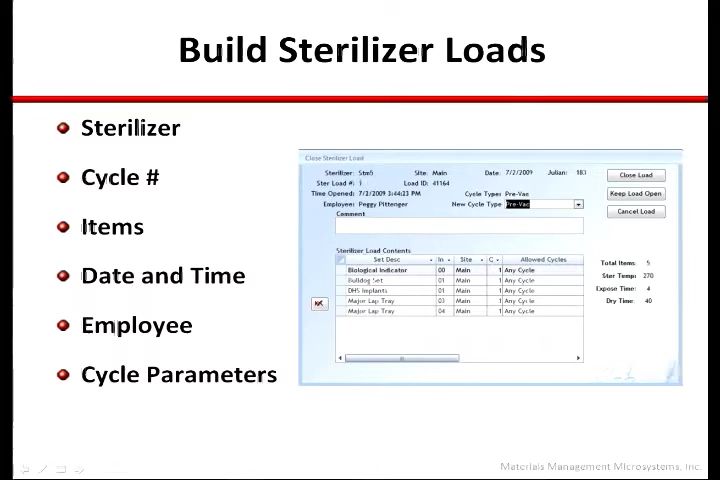 Build Sterilizer Loads
Sterilizer
Cycle #
Items
Date and Time
Employee
Cycle Parameters
Close Sterilizer Load
Sterilizer: Stm5 Site: Main Date: 7/2/2009 Julian: 183
Ster Load #: 1 Load ID: 41164
Time Opened: 7/2/2009 3:44:23 PM Cycle Type: Pre-Vac
Employee: Peggy Pittenger New Cycle Type Pre-Vac
Comment
Close Load
Keep Load Open
Cancel Load
Sterilizer Load Contents
Set Desc In Site Q Allowed Cycles
Biological Indicator 00 Main 1 Any Cycle
Bulldog Set 01 Main 1 Any Cycle
DHS Implants 01 Main 1 Any Cycle
Major Lap Tray 03 Main 1 Any Cycle
Major Lap Tray 04 Main 1 Any Cycle
Total Items: 5
Ster Temp: 270
Expose Time: 4
Dry Time: 40
Materials Management Microsystems, Inc.